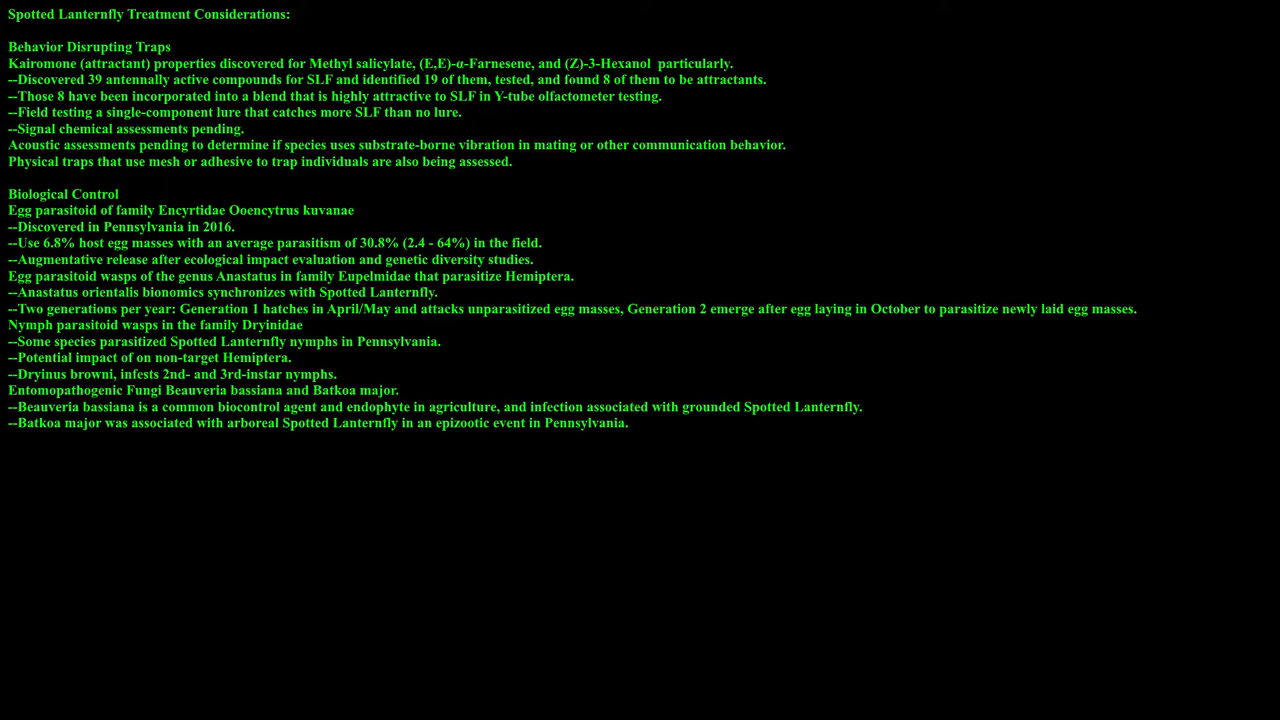 Spotted Lanternfly Treatment Considerations:
Behavior Disrupting Traps
Kairomone (attractant) properties discovered for Methyl salicylate, (E,E)-α-Farnesene, and (Z)-3-Hexanol  particularly.
--Discovered 39 antennally active compounds for SLF and identified 19 of them, tested, and found 8 of them to be attractants.
--Those 8 have been incorporated into a blend that is highly attractive to SLF in Y-tube olfactometer testing.
--Field testing a single-component lure that catches more SLF than no lure.
--Signal chemical assessments pending.
Acoustic assessments pending to determine if species uses substrate-borne vibration in mating or other communication behavior.
Physical traps that use mesh or adhesive to trap individuals are also being assessed.
Biological Control
Egg parasitoid of family Encyrtidae Ooencytrus kuvanae
--Discovered in Pennsylvania in 2016.
--Use 6.8% host egg masses with an average parasitism of 30.8% (2.4 - 64%) in the field.
--Augmentative release after ecological impact evaluation and genetic diversity studies.
Egg parasitoid wasps of the genus Anastatus in family Eupelmidae that parasitize Hemiptera.
--Anastatus orientalis bionomics synchronizes with Spotted Lanternfly.
--Two generations per year: Generation 1 hatches in April/May and attacks unparasitized egg masses, Generation 2 emerge after egg laying in October to parasitize newly laid egg masses.
Nymph parasitoid wasps in the family Dryinidae
--Some species parasitized Spotted Lanternfly nymphs in Pennsylvania.
--Potential impact of on non-target Hemiptera.
--Dryinus browni, infests 2nd- and 3rd-instar nymphs.
Entomopathogenic Fungi Beauveria bassiana and Batkoa major.
--Beauveria bassiana is a common biocontrol agent and endophyte in agriculture, and infection associated with grounded Spotted Lanternfly.
--Batkoa major was associated with arboreal Spotted Lanternfly in an epizootic event in Pennsylvania.